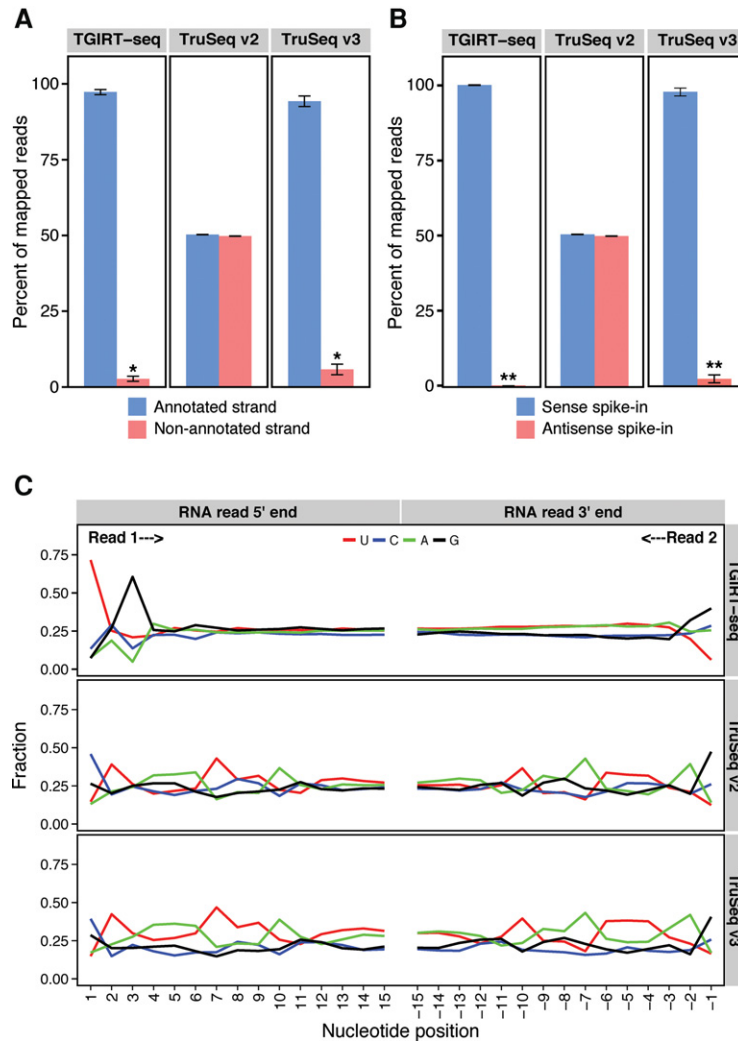 A
TGIRT-seq TruSeq v2 TruSeq v3
Percent of mapped reads
100
75
50
25
0
*
*
Annotated strand
Non-annotated strand
B
TGIRT-seq TruSeq v2 TruSeq v3
Percent of mapped reads
100
75
50
25
0
**
**
Sense spike-in
Antisense spike-in
C
RNA read 5' end RNA read 3' end
Read 1---> U C A G <---Read 2
TGIRT-seq
0.75
0.50
0.25
0.00
TruSeq v2
0.75
0.50
0.25
0.00
TruSeq v3
0.75
0.50
0.25
0.00
Fraction
1 2 3 4 5 6 7 8 9 10 11 12 13 14 15 -15 -14 -13 -12 -11 -10 -9 -8 -7 -6 -5 -4 -3 -2 -1
Nucleotide position